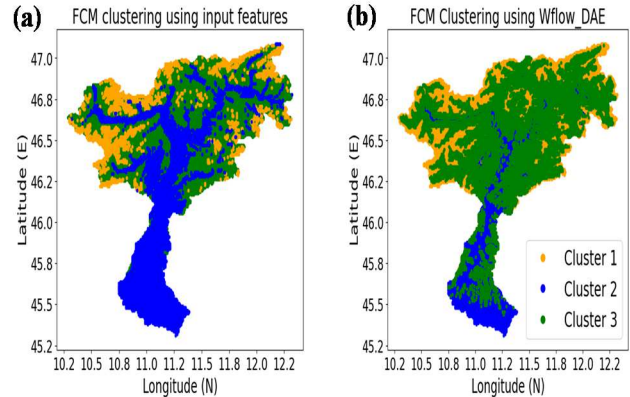 (a) FCM clustering using input features
47.0
46.8
46.5
46.2
46.0
45.8
45.5
45.2
Latitude (E)
10.2 10.5 10.8 11.0 11.2 11.5 11.8 12.0 12.2
Longitude (N)
(b) FCM Clustering using Wflow_DAE
47.0
46.8
46.5
46.2
46.0
45.8
45.5
45.2
Latitude (E)
Cluster 1
Cluster 2
Cluster 3
10.2 10.5 10.8 11.0 11.2 11.5 11.8 12.0 12.2
Longitude (N)